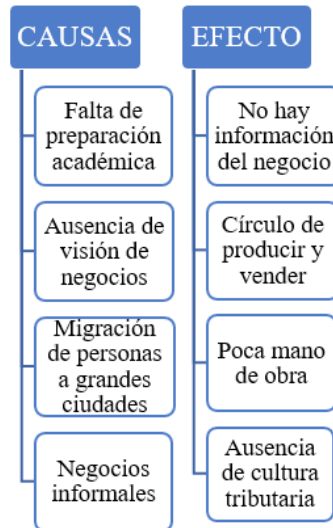 CAUSAS
Falta de
preparación
académica
Ausencia de
visión de
negocios
Migración
de personas
a grandes
ciudades
Negocios
informales
EFECTO
No hay
información
del negocio
Círculo de
producir y
vender
Poca mano
de obra
Ausencia
de cultura
tributaria